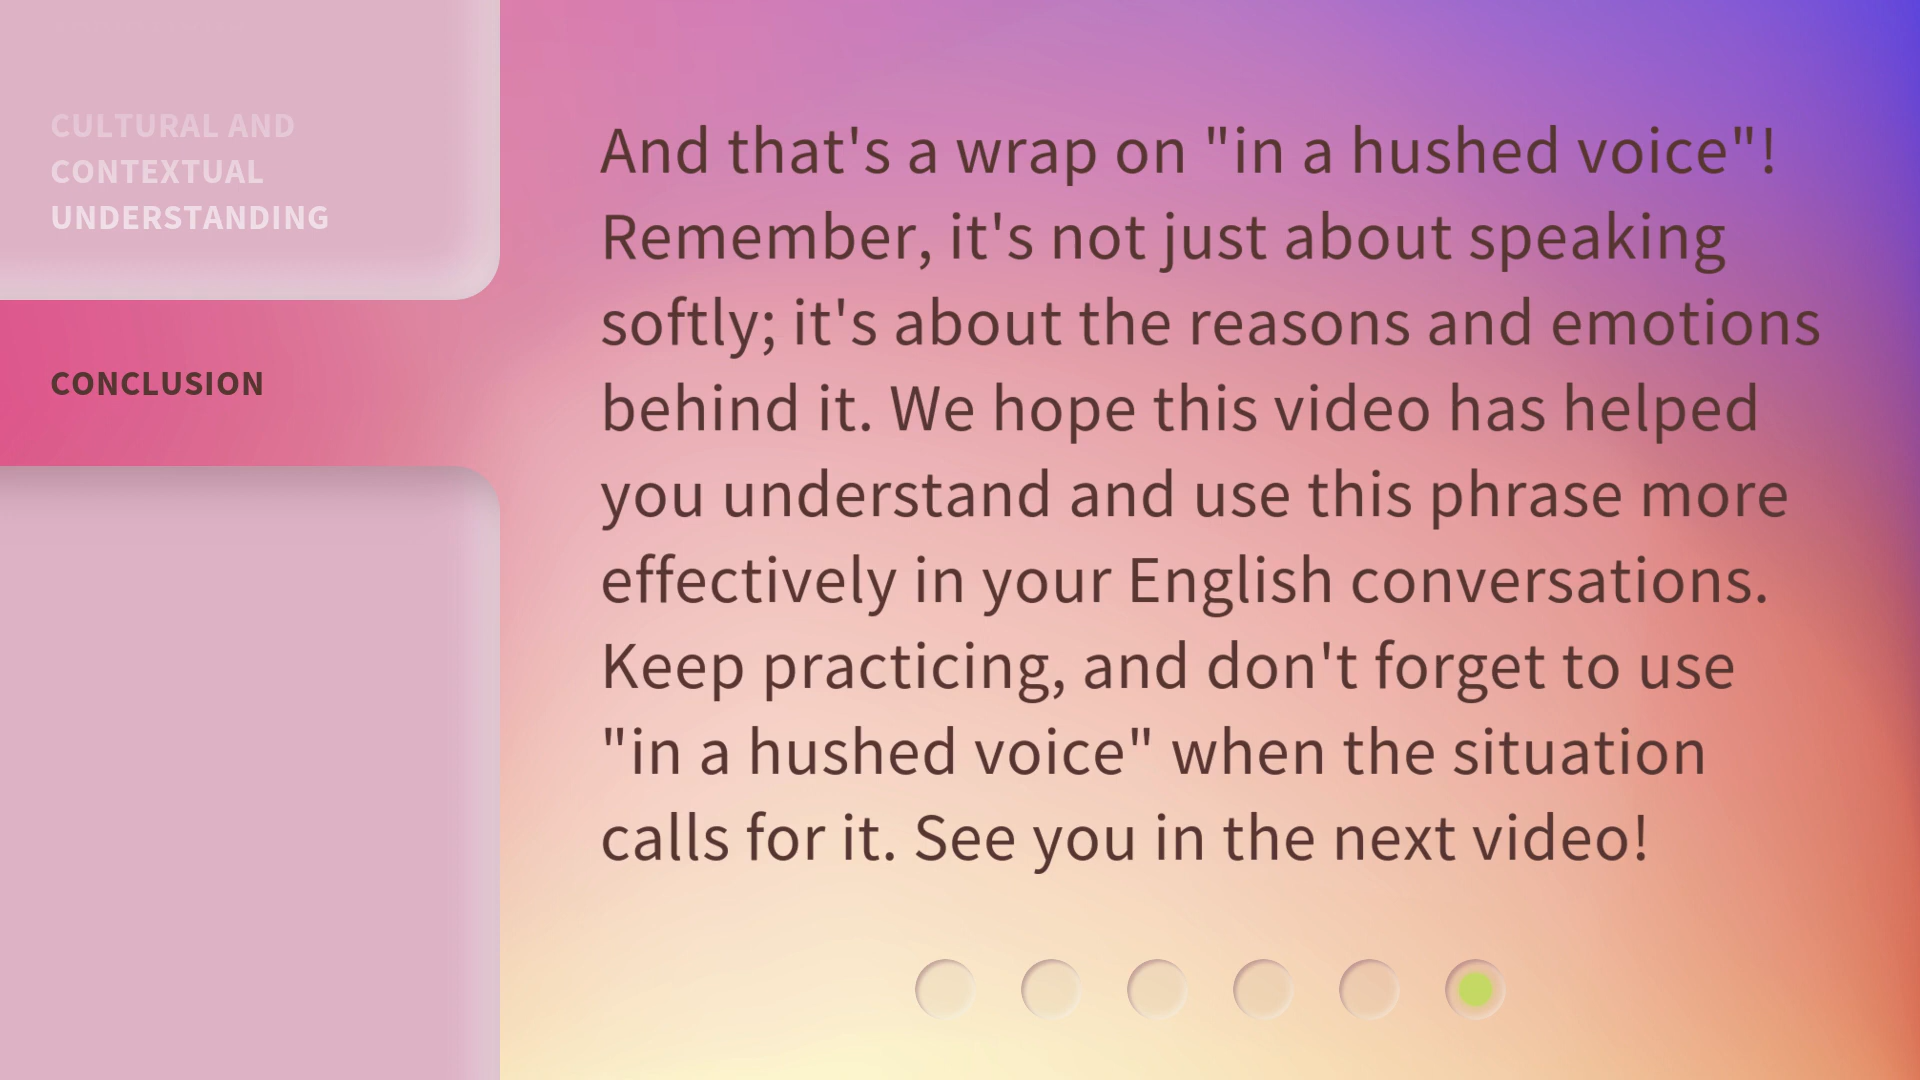 CULTURAL AND
CONTEXTUAL
UNDERSTANDING
CONCLUSION
And that's a wrap on "in a hushed voice"!
Remember, it's not just about speaking
softly; it's about the reasons and emotions
behind it. We hope this video has helped
you understand and use this phrase more
effectively in your English conversations.
Keep practicing, and don't forget to use
"in a hushed voice" when the situation
calls for it. See you in the next video!